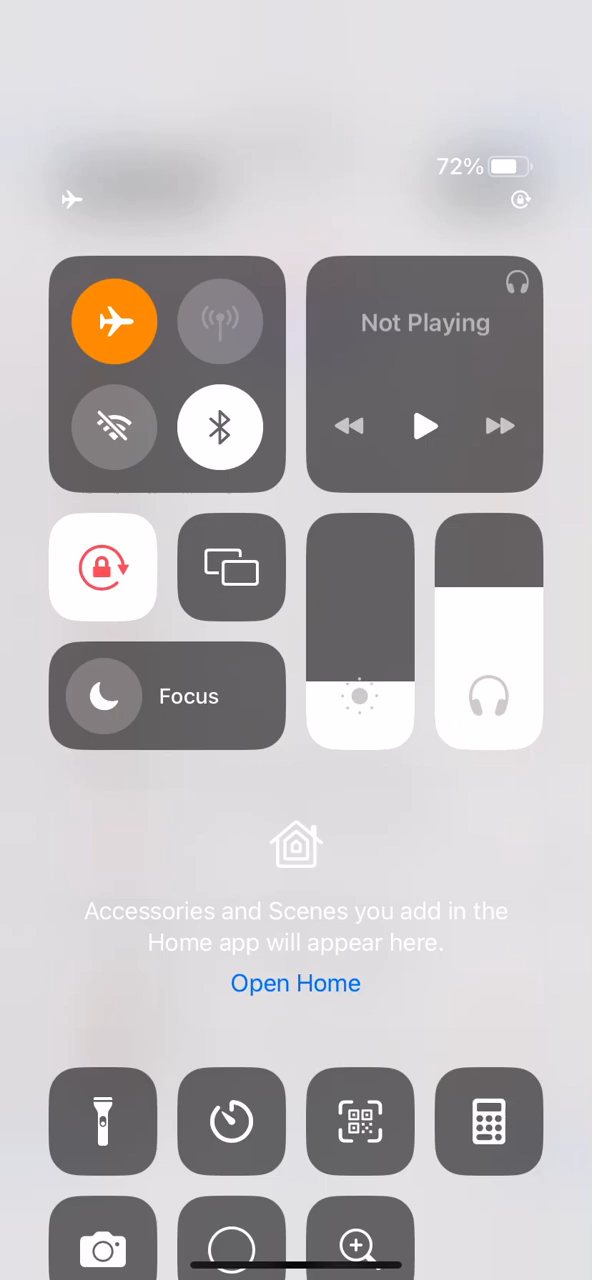 72%
Not Playing
Focus
Accessories and Scenes you add in the
Home app will appear here.
Open Home